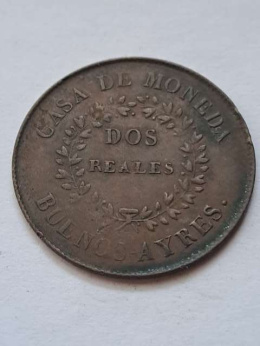 CASA DE MONEDA
DOS
REALES
BUENOS AYRES.